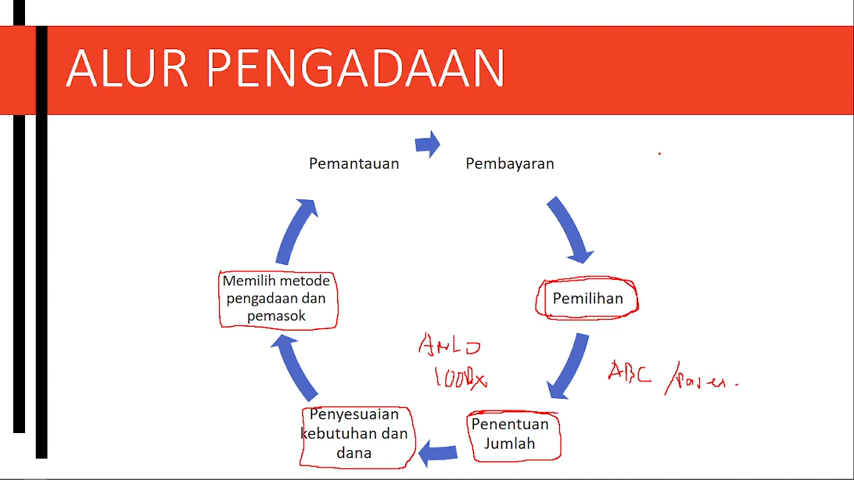 ALUR PENGADAAN
Pemantauan
Pembayaran
Memilih metode
pengadaan dan
pemasok
Pemilihan
ABC
Penyesuaian
kebutuhan dan
dana
Penentuan
Jumlah